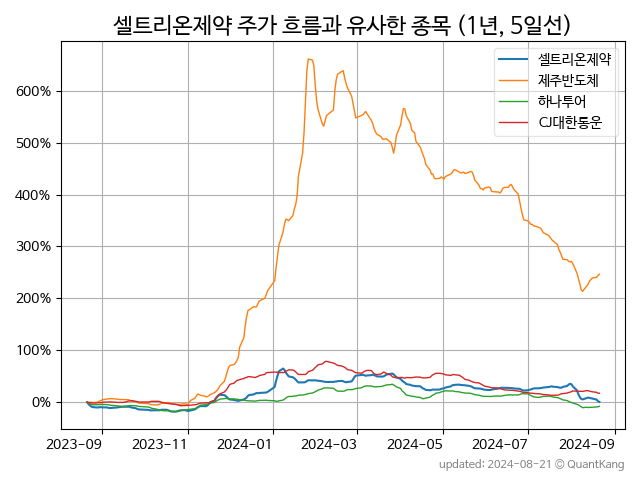 셀트리온제약 주가 흐름과 유사한 종목 (1년, 5일선)
셀트리온제약
제주반도체
하나투어
CJ대한통운
600%
500%
400%
300%
200%
100%
0%
2023-09 2023-11 2024-01 2024-03 2024-05 2024-07 2024-09
updated: 2024-08-21 © QuantKang